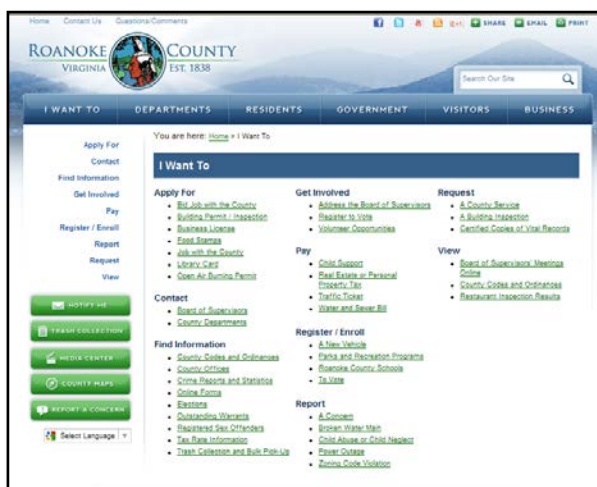 Home Contact Us Questions/Comments
SHARE EMAIL PRINT
ROANOKE COUNTY
VIRGINIA EST. 1838
Search Our Site
I WANT TO DEPARTMENTS RESIDENTS GOVERNMENT VISITORS BUSINESS
You are here: Home » I Want To
Apply For
Contact
Find Information
Get Involved
Pay
Register / Enroll
Report
Request
View
NOTIFY ME
TRASH COLLECTION
MEDIA CENTER
COUNTY MAPS
REPORT A CONCERN
Select Language
I Want To
Apply For
Bid Job with the County
Building Permit / Inspection
Business License
Food Stamps
Job with the County
Library Card
Open Air Burning Permit
Contact
Board of Supervisors
County Departments
Find Information
County Codes and Ordinances
County Offices
Crime Reports and Statistics
Online Forms
Elections
Outstanding Warrants
Registered Sex Offenders
Tax Rate Information
Trash Collection and Bulk Pick-Up
Get Involved
Address the Board of Supervisors
Register to Vote
Volunteer Opportunities
Pay
Child Support
Real Estate or Personal
Property Tax
Traffic Ticket
Water and Sewer Bill
Register / Enroll
A New Vehicle
Parks and Recreation Programs
Roanoke County Schools
To Vote
Report
A Concern
Broken Water Main
Child Abuse or Child Neglect
Power Outage
Zoning Code Violation
Request
A County Service
A Building Inspection
Certified Copies of Vital Records
View
Board of Supervisors' Meetings
Online
County Codes and Ordinances
Restaurant Inspection Results